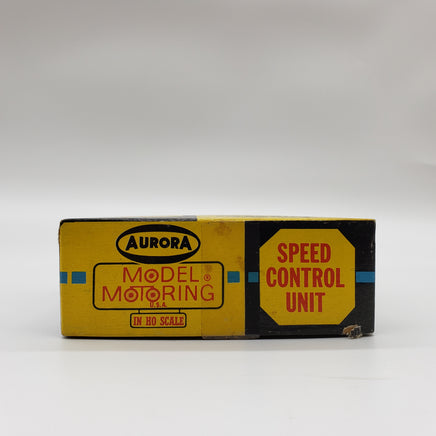 AURORA
MODEL ®
MOTORING
U.S.A.
IN HO SCALE
SPEED
CONTROL
UNIT